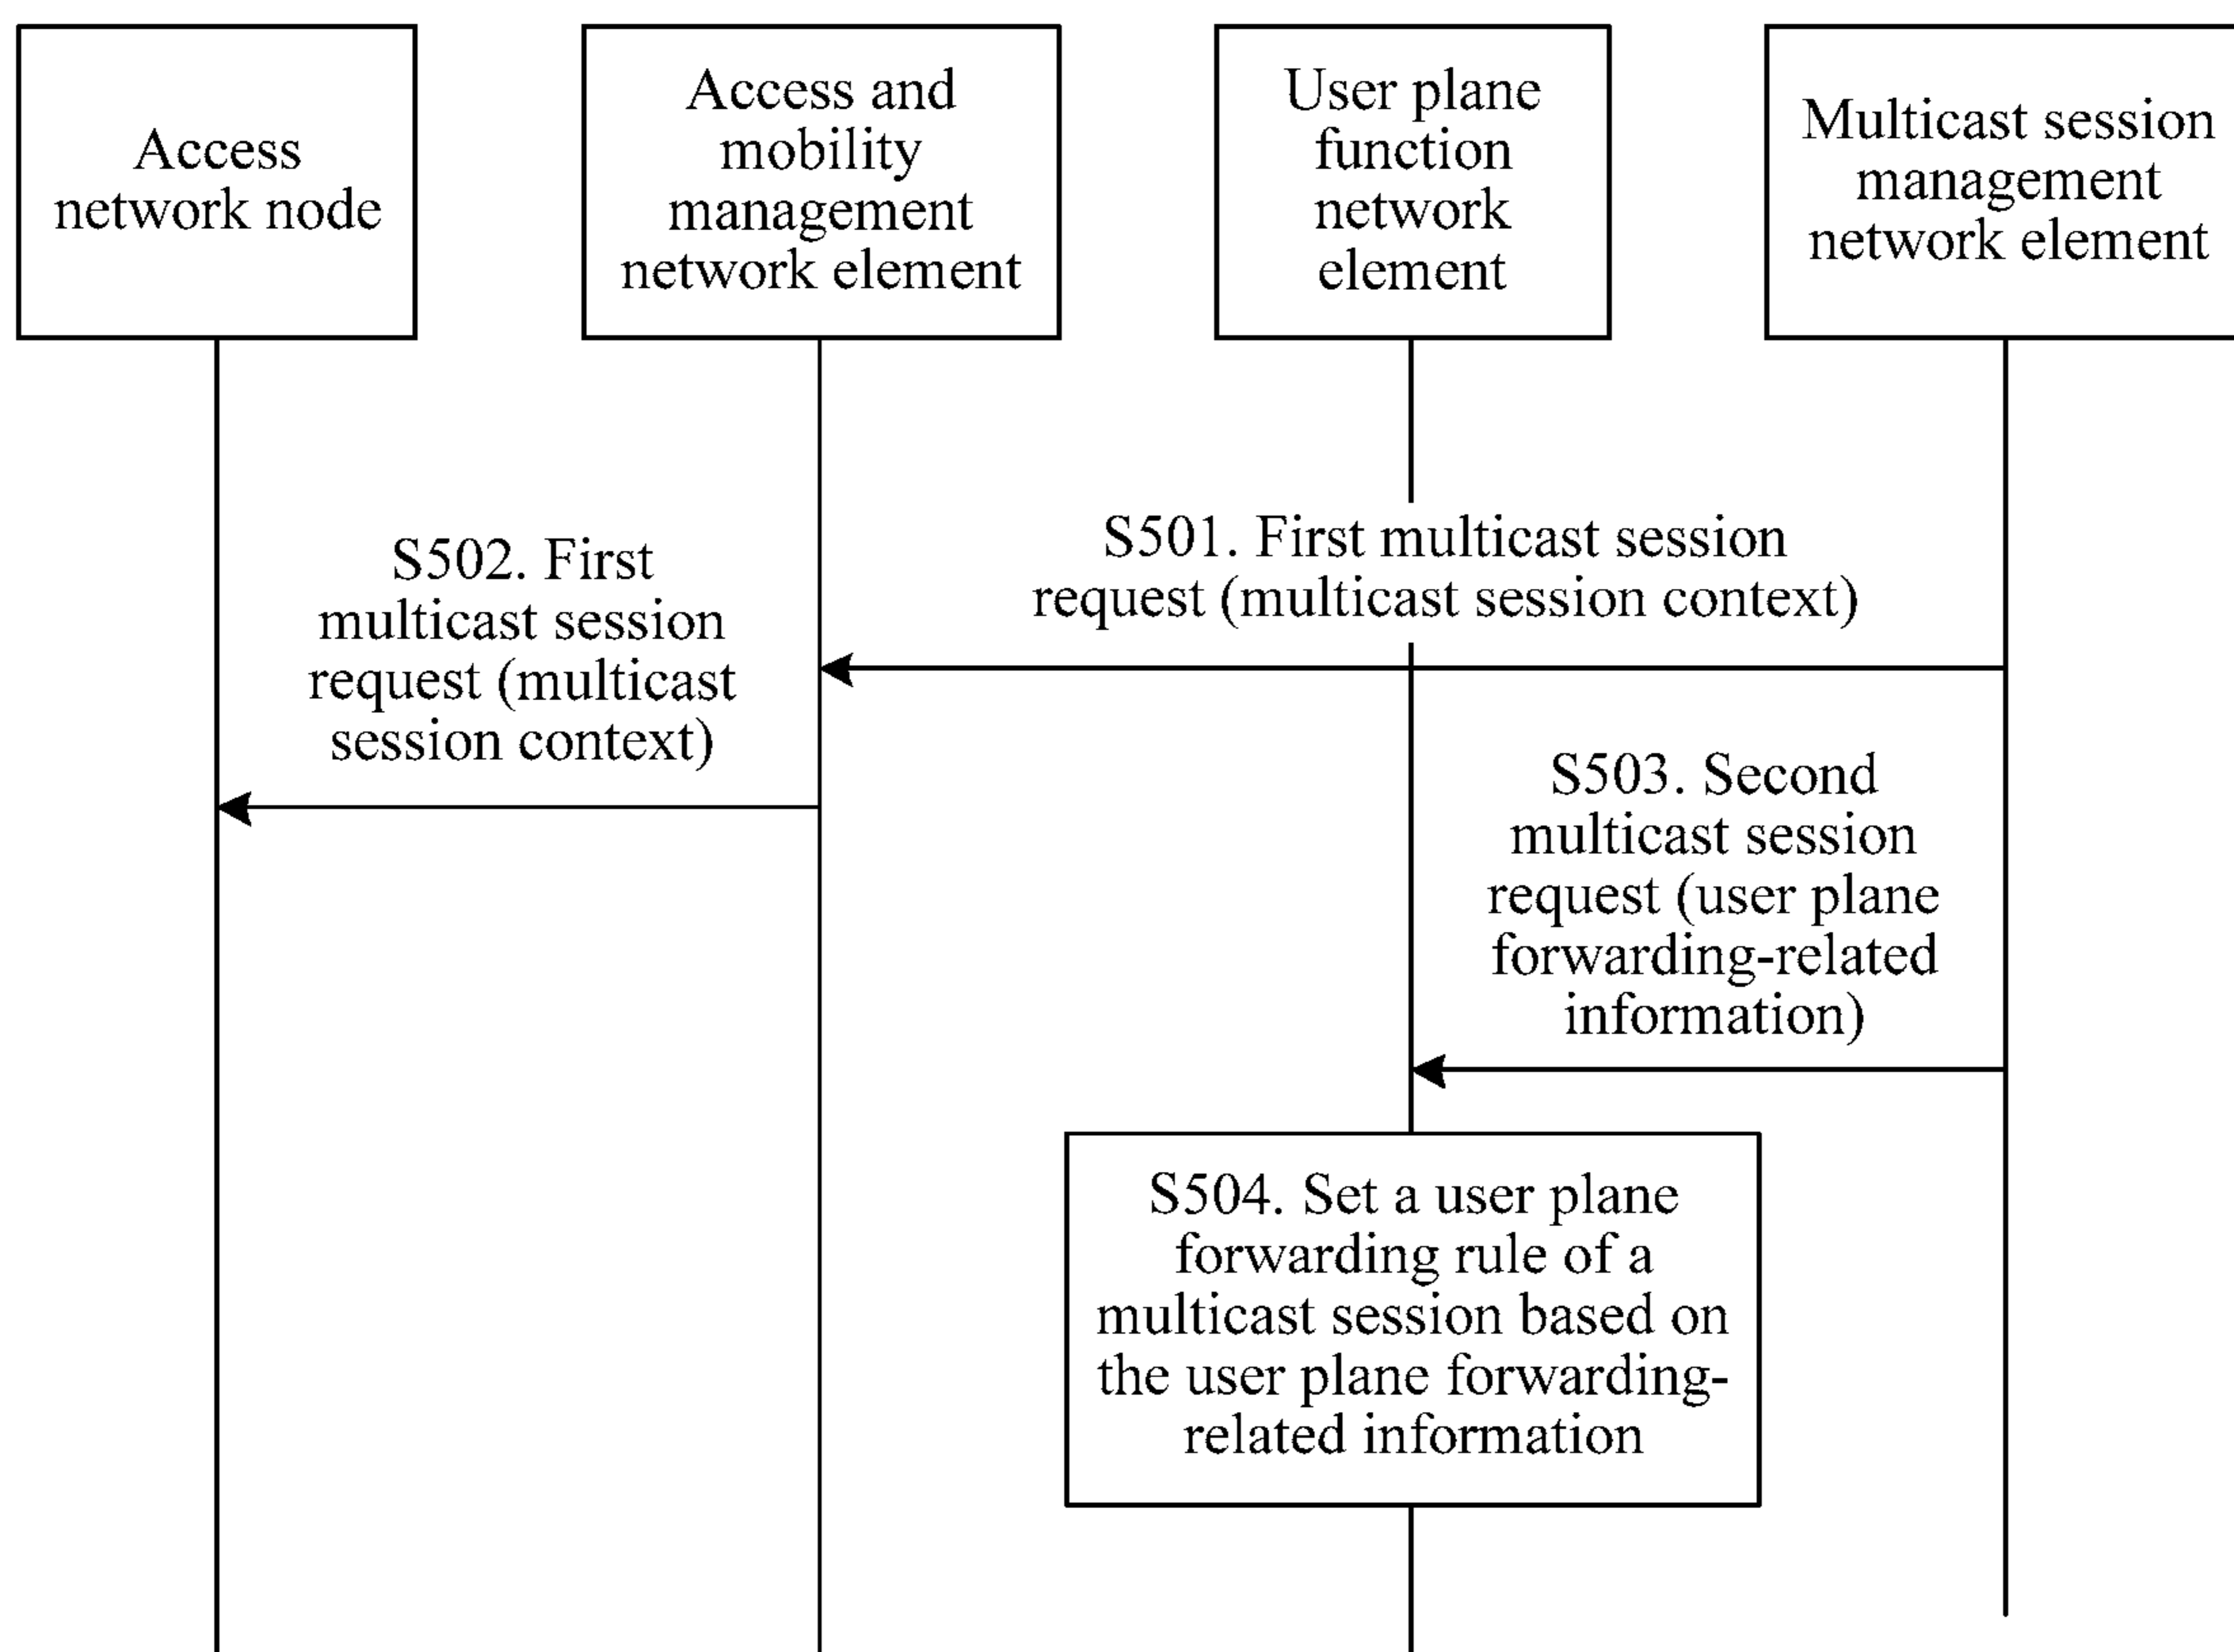 Access
network node
Access and
mobility
management
network element
User plane
function
network
element
Multicast session
management
network element
S501. First multicast session
request (multicast session context)
S502. First
multicast session
request (multicast
session context)
S503. Second
multicast session
request (user plane
forwarding-related
information)
S504. Set a user plane
forwarding rule of a
multicast session based on
the user plane forwarding-
related information